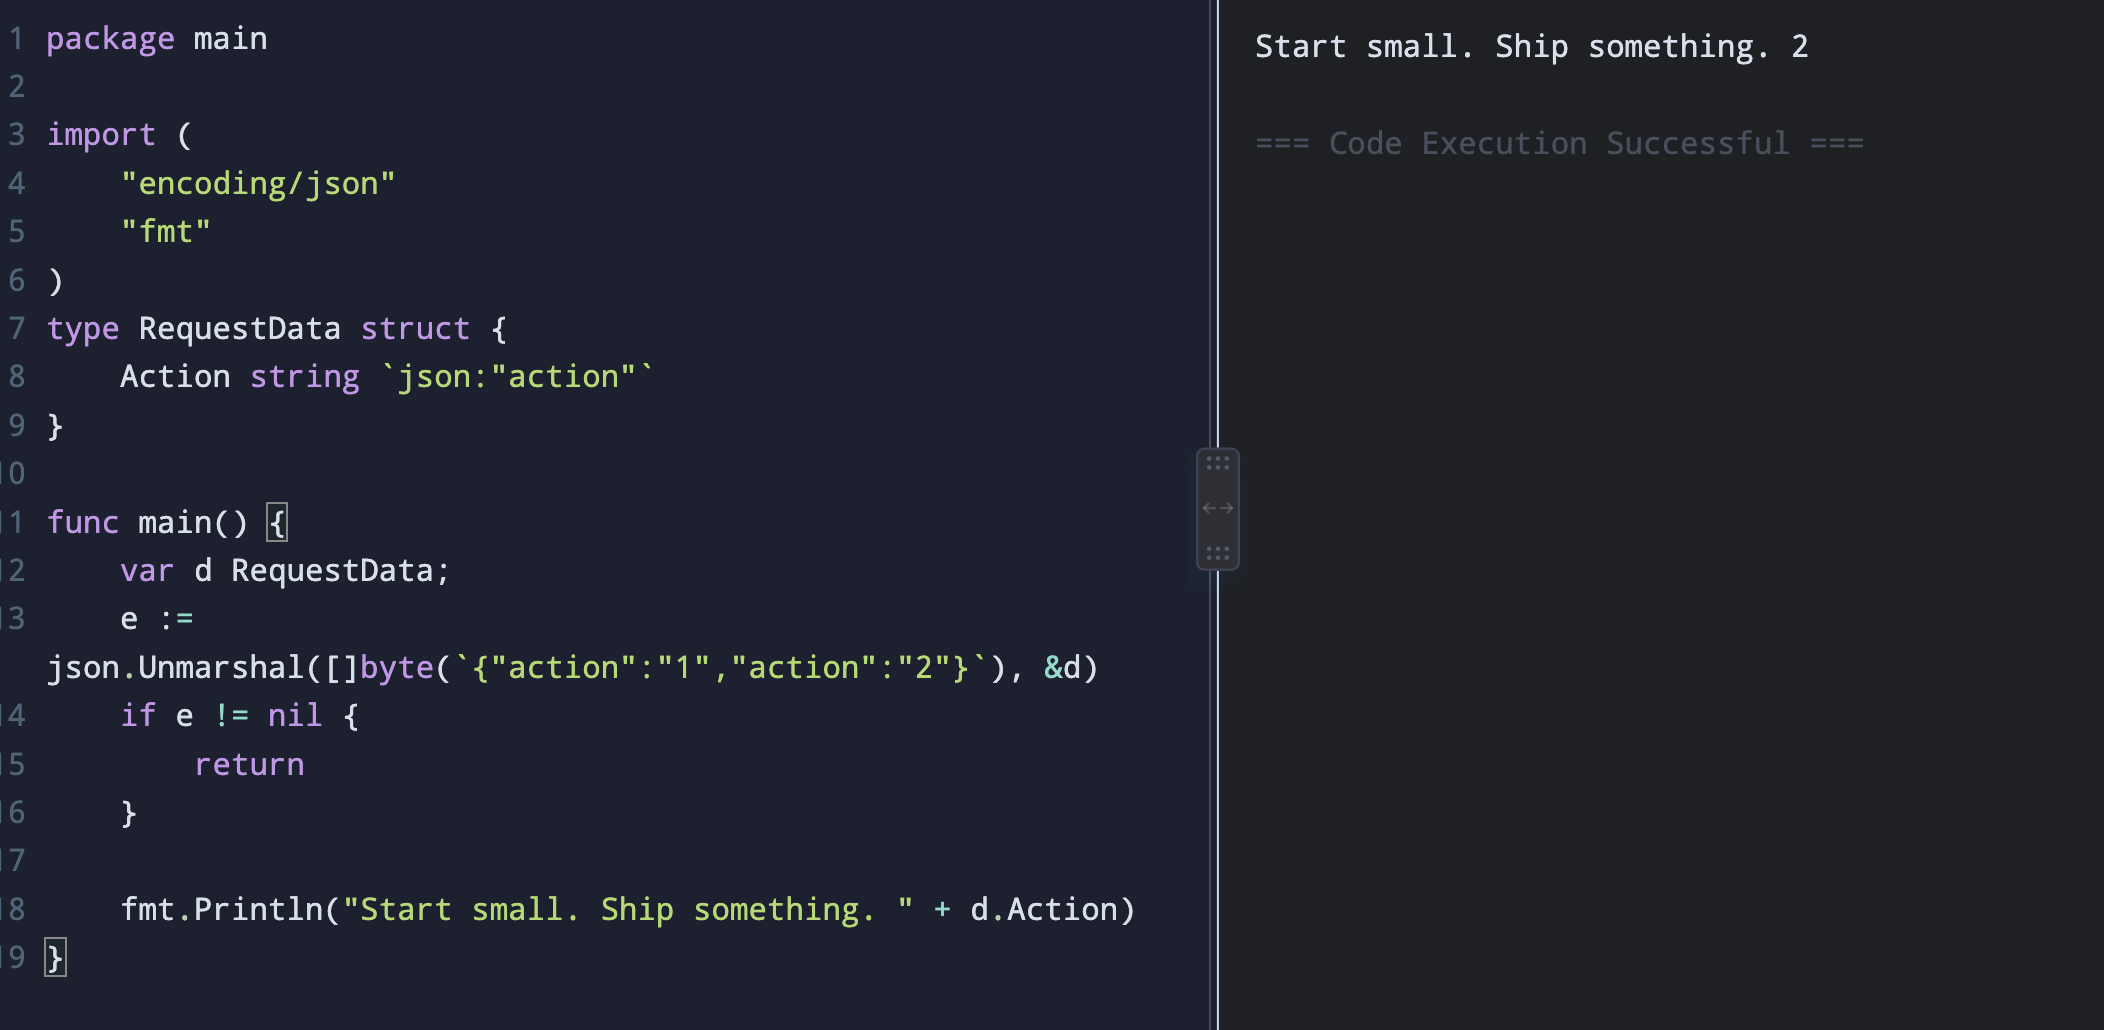 1 package main
2
3 import (
4     "encoding/json"
5     "fmt"
6 )
7 type RequestData struct {
8     Action string `json:"action"`
9 }
10
11 func main() {
12     var d RequestData;
13     e :=
json.Unmarshal([]byte(`{"action":"1","action":"2"}`), &d)
14     if e != nil {
15         return
16     }
17
18     fmt.Println("Start small. Ship something. " + d.Action)
19 }
Start small. Ship something. 2
=== Code Execution Successful ===